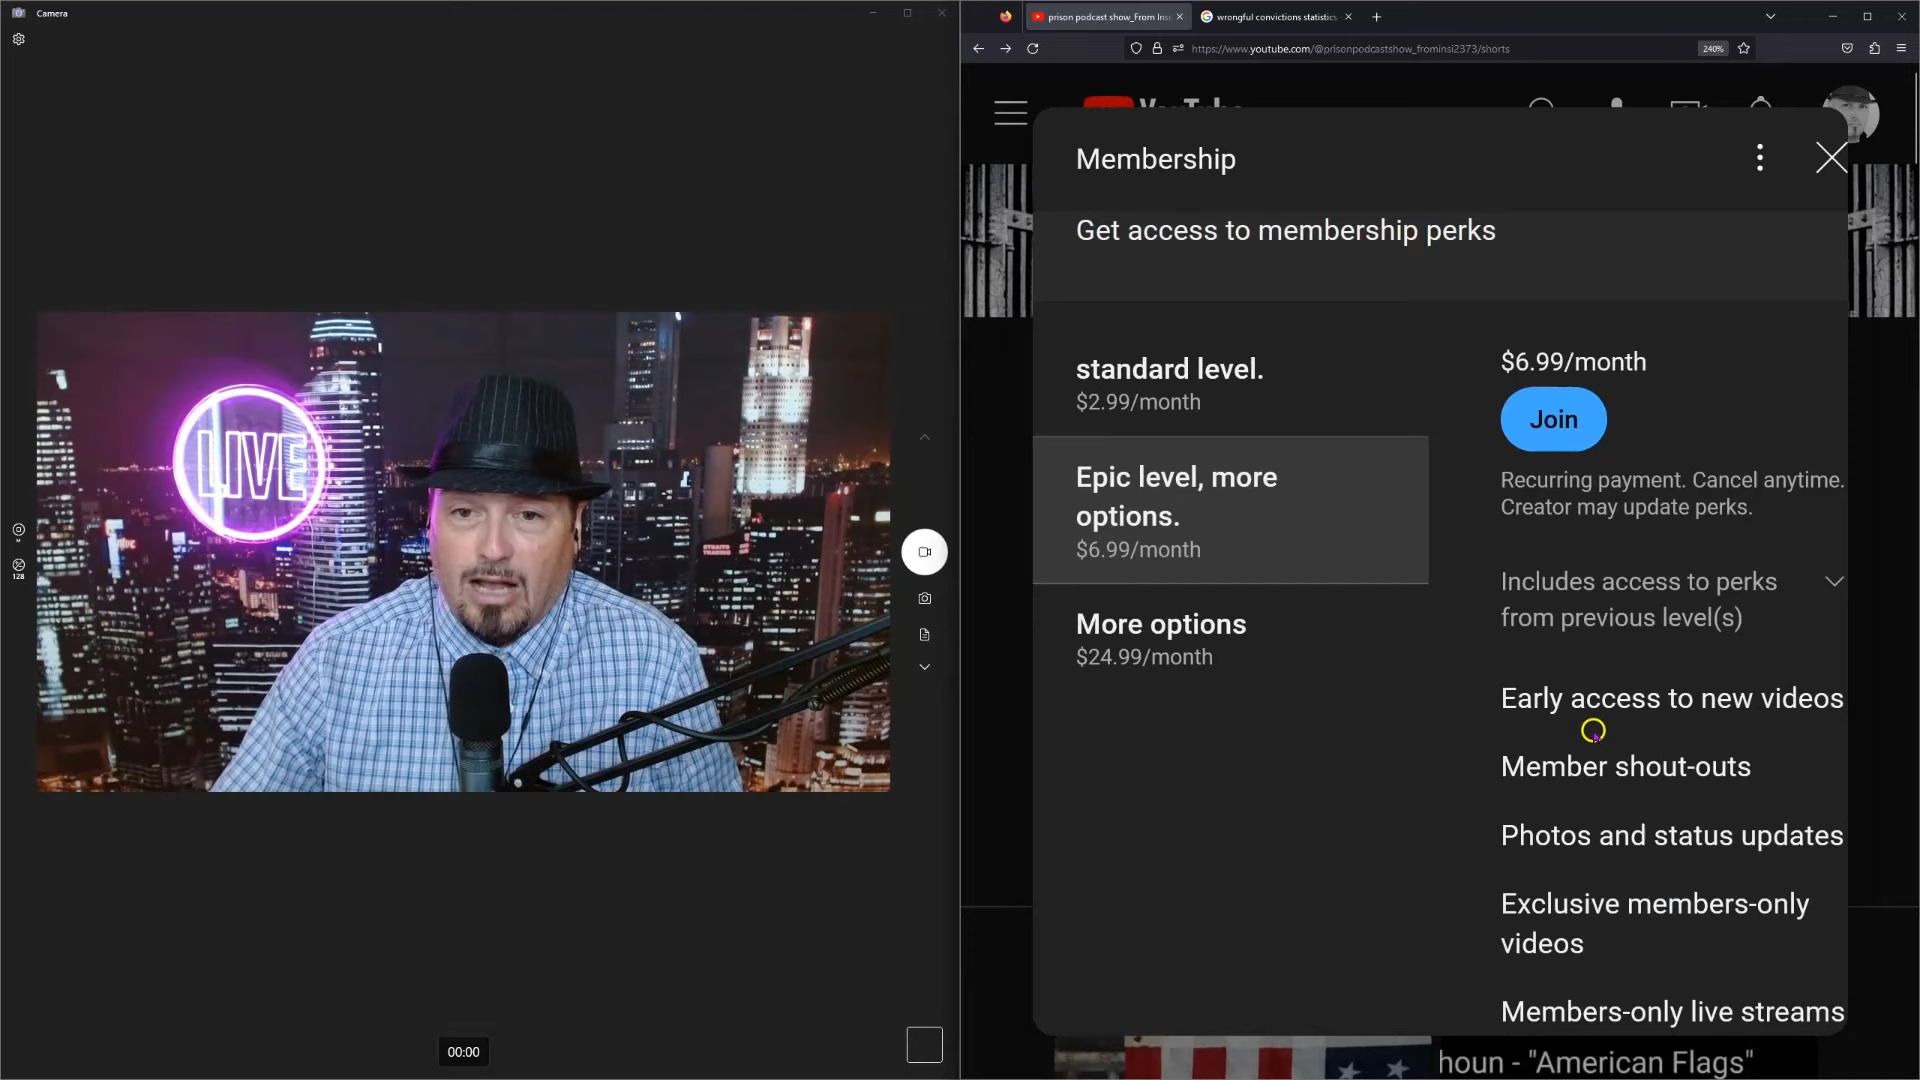 Camera
prison podcast show_From Insi
wrongful convictions statistics
https://www.youtube.com/@prisonpodcastshow_frominsi2373/shorts
240%
YouTube
Membership
Get access to membership perks
standard level.
$2.99/month
Epic level, more
options.
$6.99/month
More options
$24.99/month
$6.99/month
Join
Recurring payment. Cancel anytime.
Creator may update perks.
Includes access to perks
from previous level(s)
Early access to new videos
Member shout-outs
Photos and status updates
Exclusive members-only
videos
Members-only live streams
houn - "American Flags"
LIVE
128
00:00